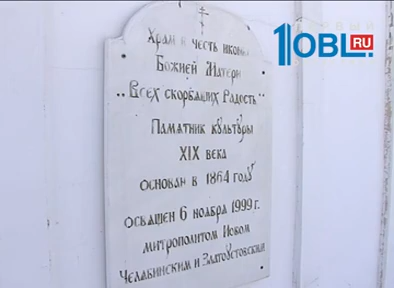 1OBL.RU
Храм в честь иконы
Божией Матери
„Всех скорбящих Радость"
Памятник культуры
XIX века
основан в 1864 году
освящен 6 ноября 1999 г.
митрополитом Иовом
Челябинским и Златоустовский